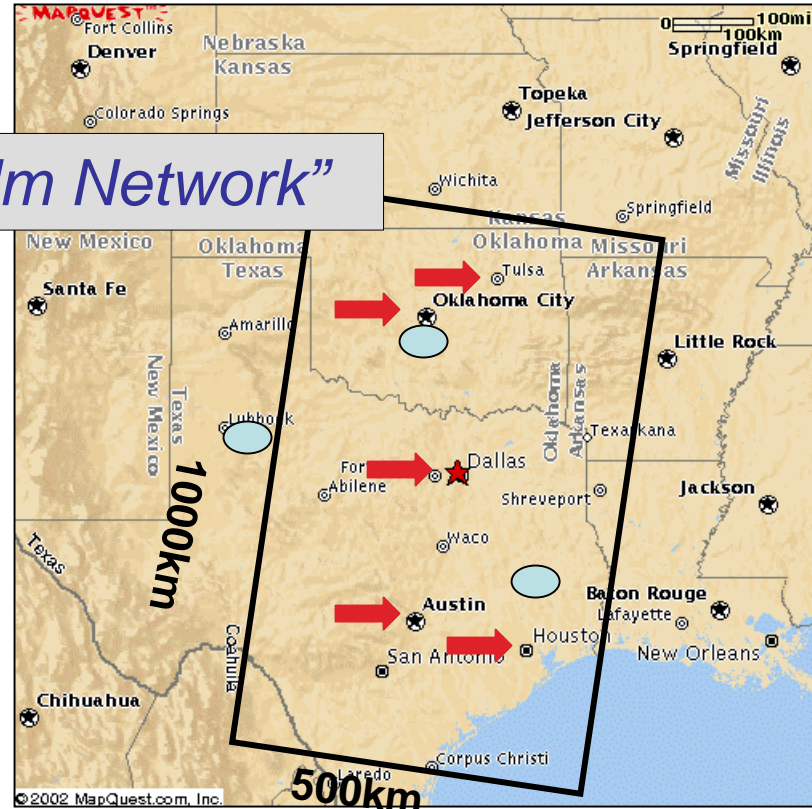 MAPQUEST
Fort Collins
Denver
Nebraska
Kansas
0 100mi
100km
Springfield
Colorado Springs
Topeka
Jefferson City
Missouri
Illinois
Network”
Wichita
Springfield
Kansas
Oklahoma
Missouri
Arkansas
New Mexico
Oklahoma
Texas
Tulsa
Santa Fe
Oklahoma City
Amarillo
Little Rock
New Mexico
Texas
Oklahoma
Arkansas
Lubbock
Texarkana
For
Dallas
Abilene
Shreveport
Jackson
1000km
Waco
Texas
Austin
Baton Rouge
Lafayette
Houston
San Antonio
New Orleans
Coahuila
Chihuahua
Corpus Christi
Laredo
500km
©2002 MapQuest.com, Inc.